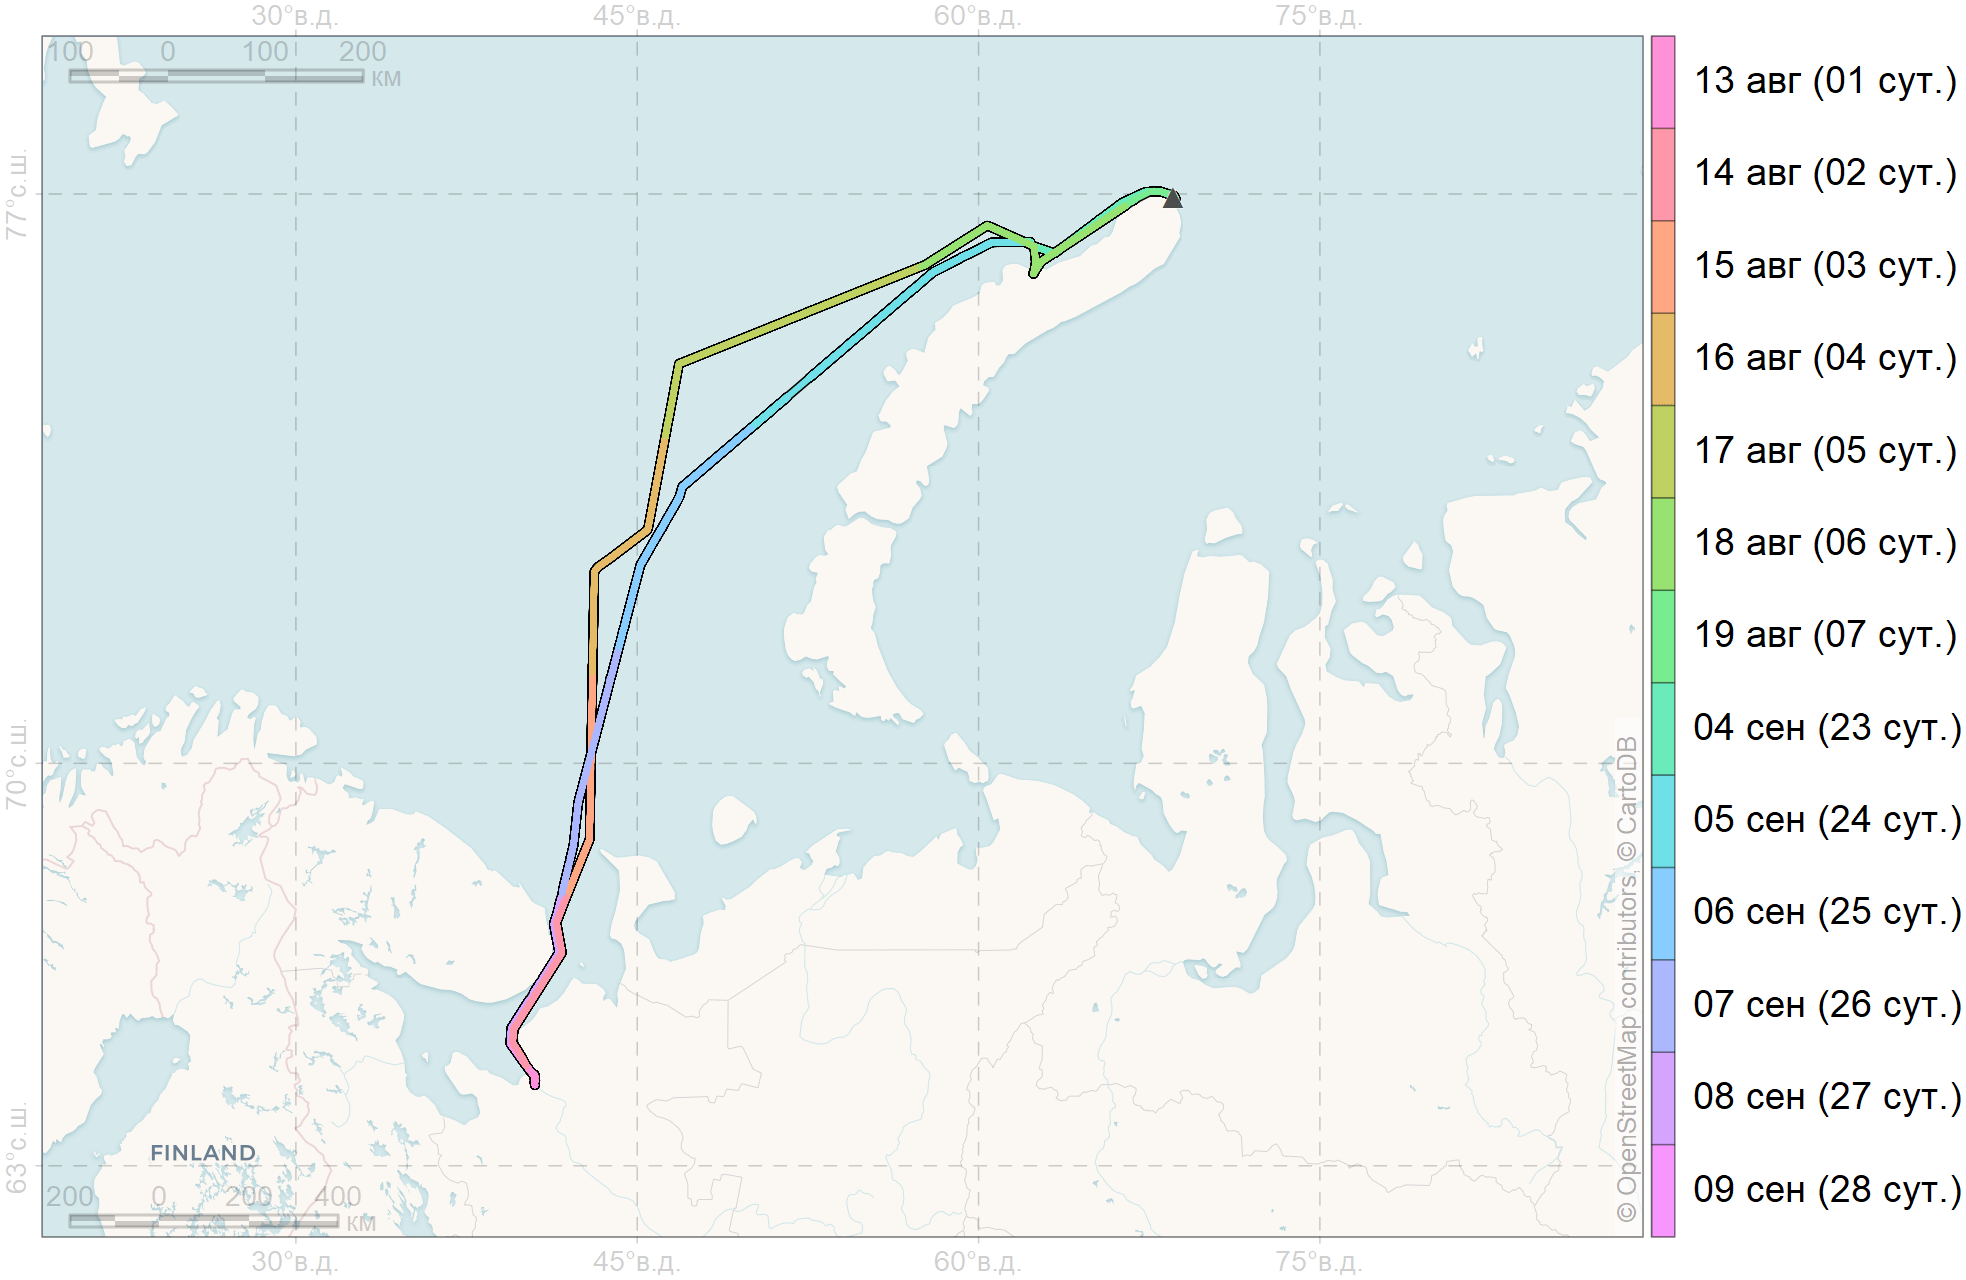 30°в.д. 45°в.д. 60°в.д. 75°в.д.
100 0 100 200
км
77°с.ш.
70°с.ш.
63°с.ш.
FINLAND
200 0 200 400
км
30°в.д. 45°в.д. 60°в.д. 75°в.д.
© OpenStreetMap contributors, © CartoDB
13 авг (01 сут.)
14 авг (02 сут.)
15 авг (03 сут.)
16 авг (04 сут.)
17 авг (05 сут.)
18 авг (06 сут.)
19 авг (07 сут.)
04 сен (23 сут.)
05 сен (24 сут.)
06 сен (25 сут.)
07 сен (26 сут.)
08 сен (27 сут.)
09 сен (28 сут.)